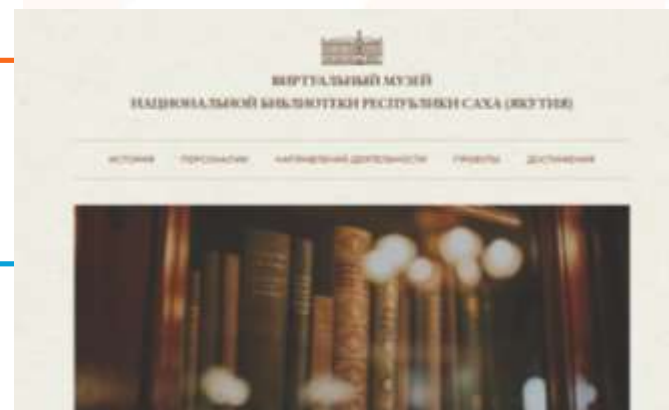 ВИРТУАЛЬНЫЙ МУЗЕЙ
НАЦИОНАЛЬНОЙ БИБЛИОТЕКИ РЕСПУБЛИКИ САХА (ЯКУТИЯ)
ИСТОРИЯ ПЕРСОНАЛИИ НАПРАВЛЕНИЯ ДЕЯТЕЛЬНОСТИ ПРОЕКТЫ ДОСТИЖЕНИЯ